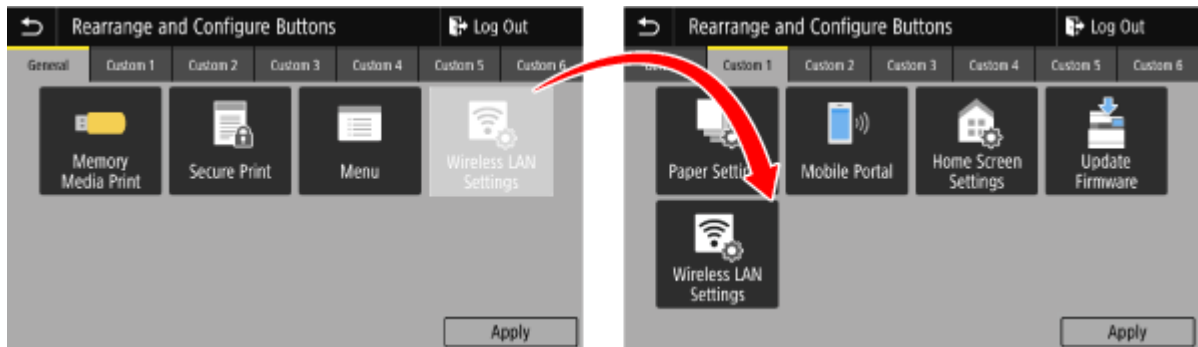 Rearrange and Configure Buttons Log Out
General Custom 1 Custom 2 Custom 3 Custom 4 Custom 5 Custom 6
Memory
Media Print
Secure Print
Menu
Wireless LAN
Settings
Apply
Rearrange and Configure Buttons Log Out
Custom 1 Custom 2 Custom 3 Custom 4 Custom 5 Custom 6
Paper
Mobile Portal
Home Screen
Settings
Update
Firmware
Wireless LAN
Settings
Apply